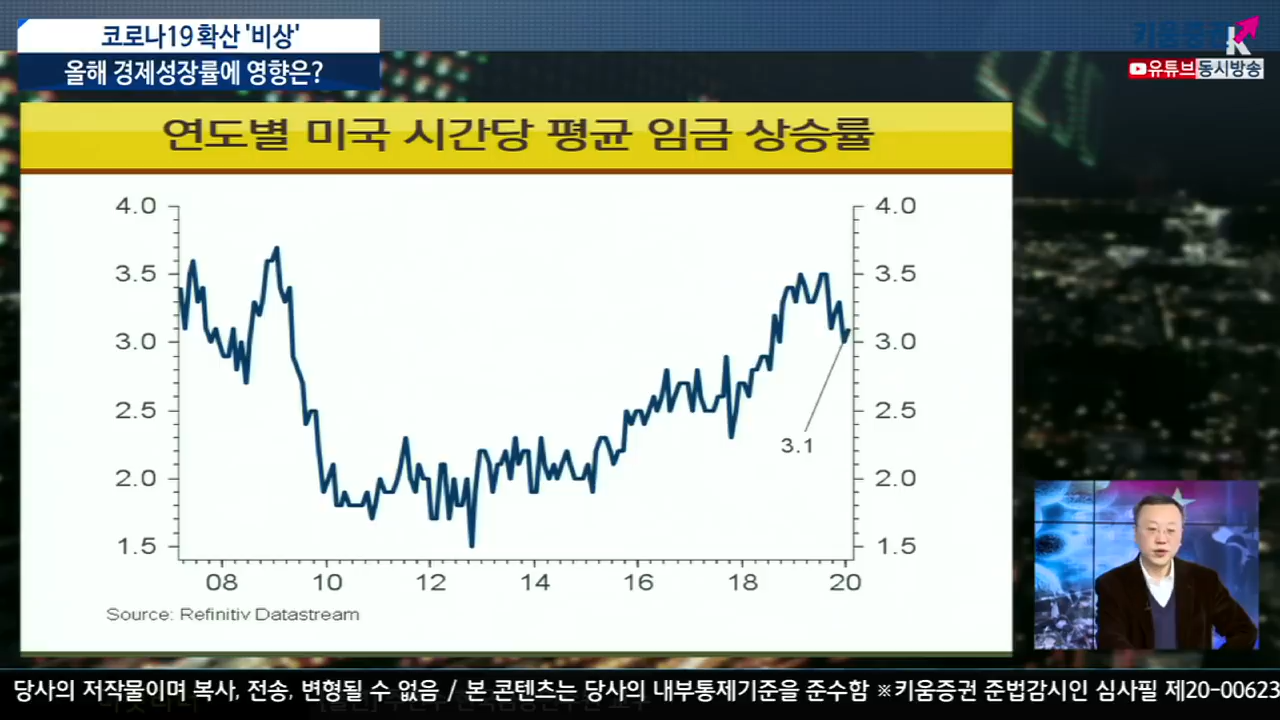 코로나19 확산 '비상'
올해 경제성장률에 영향은?
키움증권
유튜브 동시방송
연도별 미국 시간당 평균 임금 상승률
4.0 4.0
3.5 3.5
3.0 3.0
2.5 2.5
3.1
2.0 2.0
1.5 1.5
08 10 12 14 16 18 20
Source: Refinitiv Datastream
당사의 저작물이며 복사, 전송, 변형될 수 없음 / 본 콘텐츠는 당사의 내부통제기준을 준수함 ※키움증권 준법감시인 심사필 제20-00623